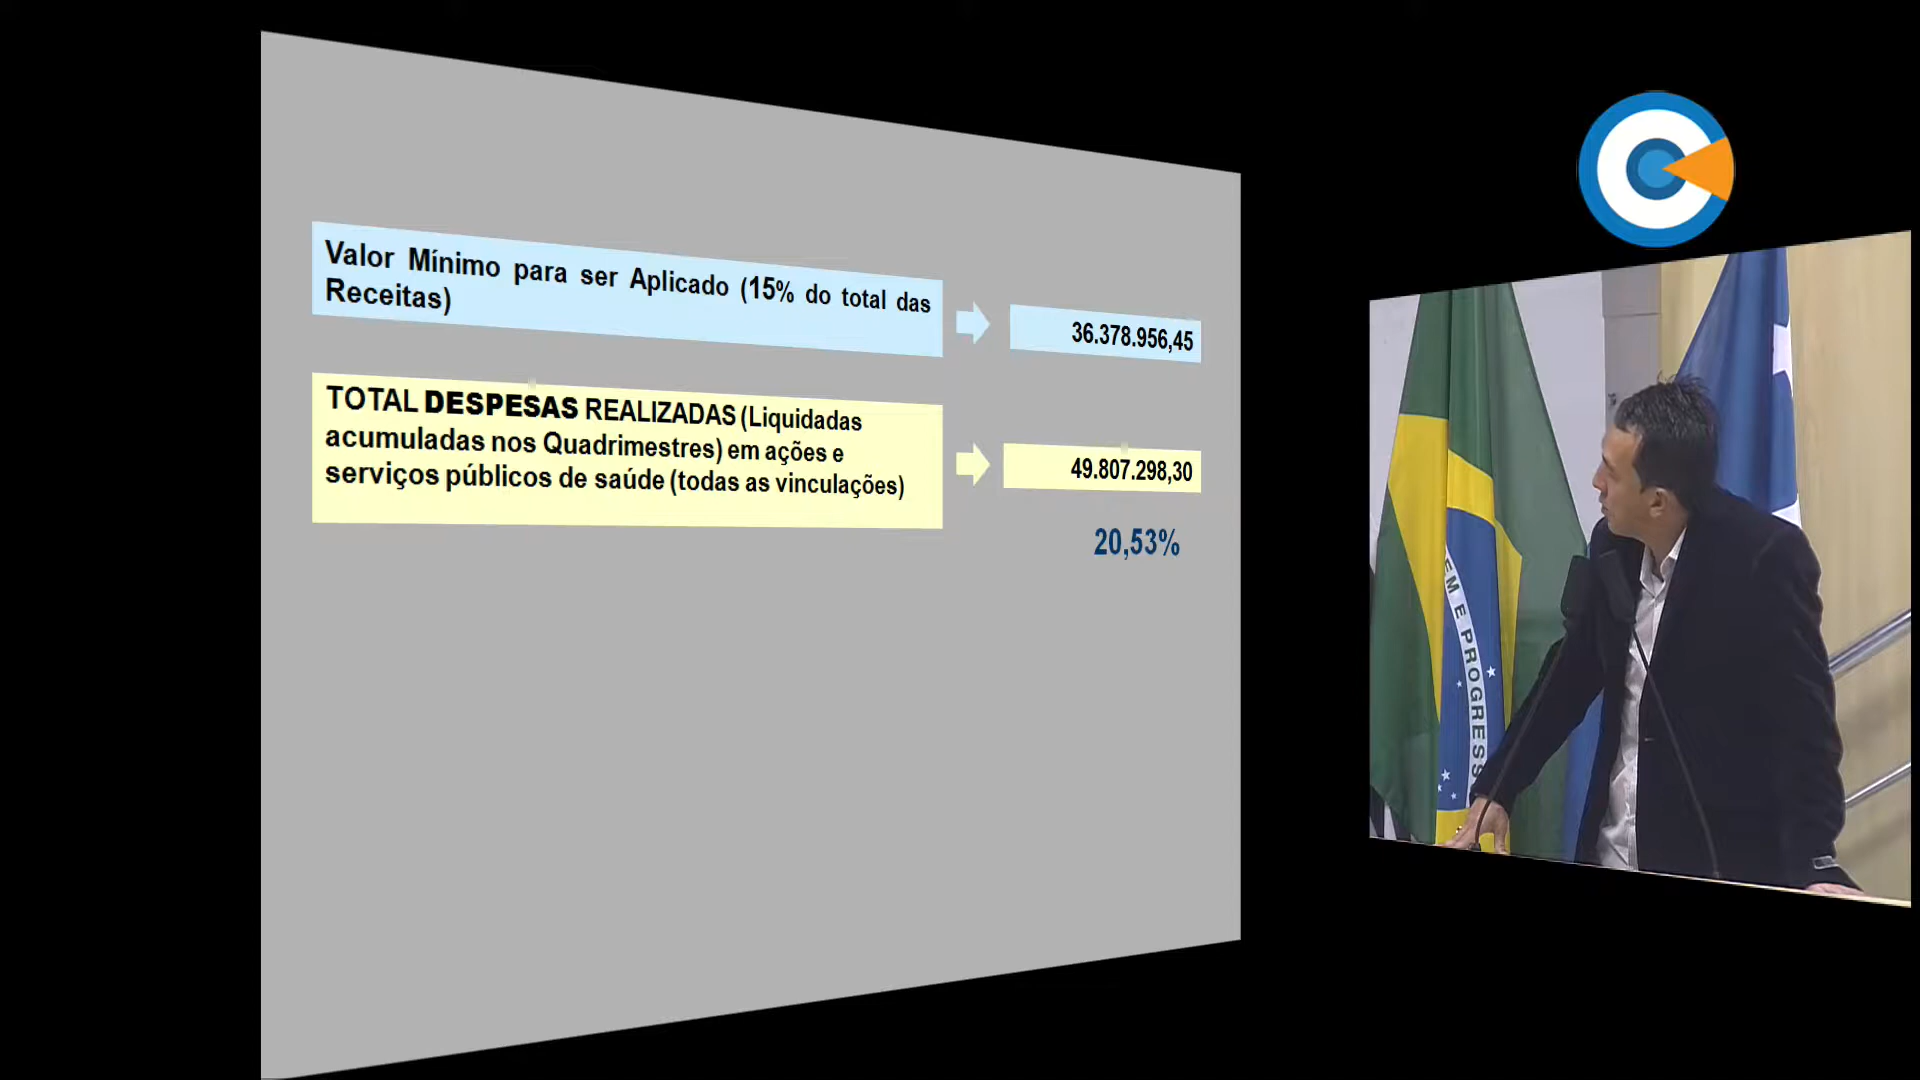 Valor Mínimo para ser Aplicado (15% do total das
Receitas)
36.378.956,45
TOTAL DESPESAS REALIZADAS (Liquidadas
acumuladas nos Quadrimestres) em ações e
serviços públicos de saúde (todas as vinculações)
49.807.298,30
20,53%
EM E PROGRESS